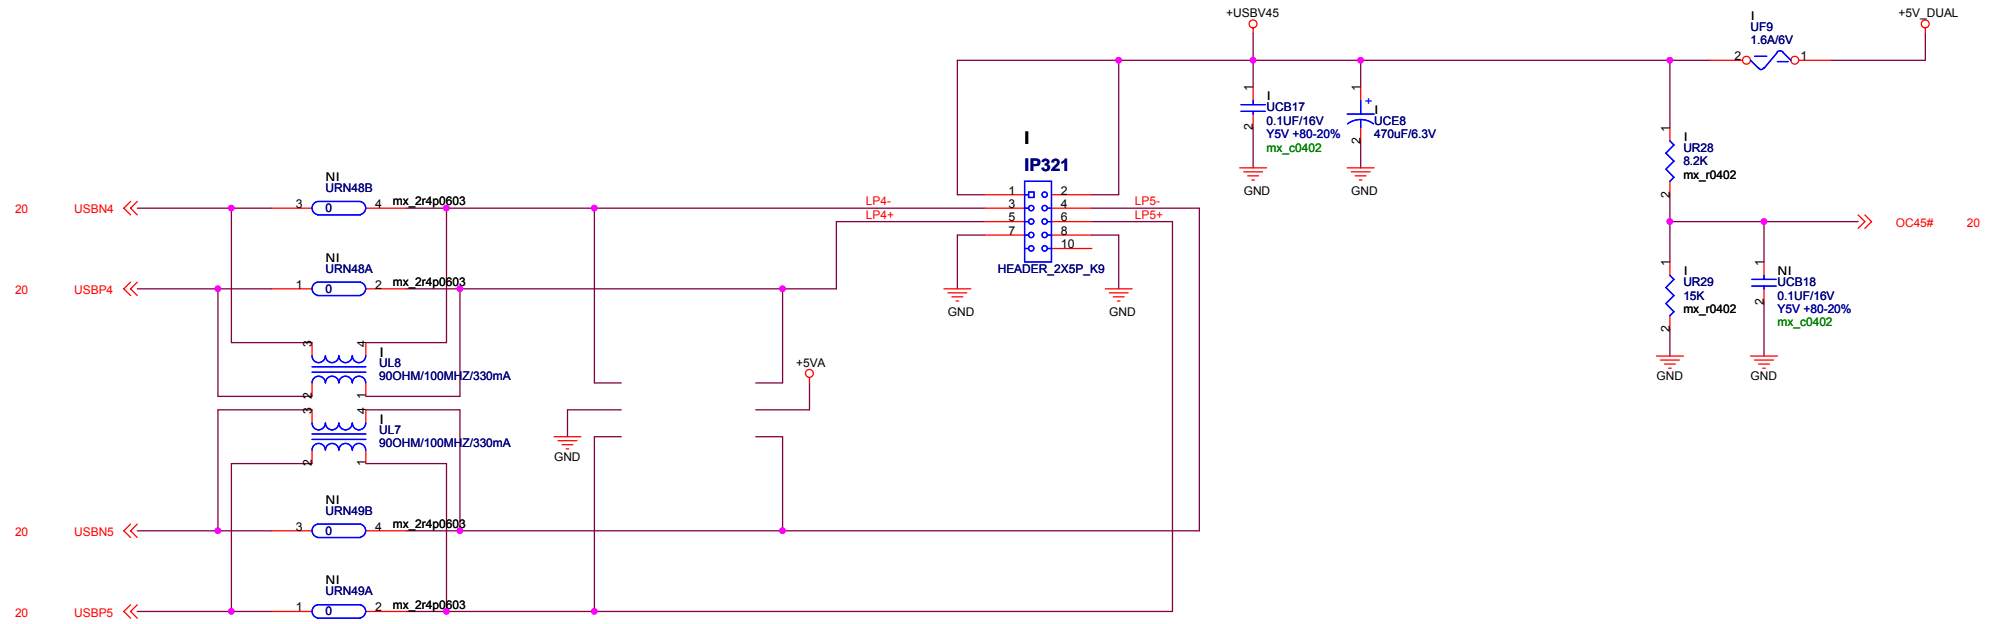 +USBV45
+5V_DUAL
I
UF9
1.6A/6V
2
1
1
I
UCB17
0.1UF/16V
Y5V +80-20%
mx_c0402
2
GND
1
+
I
UCE8
470uF/6.3V
2
GND
1
I
UR28
8.2K
mx_r0402
2
I
IP321
1
2
3
4
5
6
7
8
10
HEADER_2X5P_K9
LP4-
LP4+
LP5-
LP5+
GND
GND
OC45#
20
1
I
UR29
15K
mx_r0402
2
GND
1
NI
UCB18
0.1UF/16V
Y5V +80-20%
mx_c0402
2
GND
20
USBN4
NI
URN48B
3
0
4
mx_2r4p0603
20
USBP4
NI
URN48A
1
0
2
mx_2r4p0603
3
4
I
UL8
90OHM/100MHZ/330mA
2
1
3
4
I
UL7
90OHM/100MHZ/330mA
2
1
+5VA
GND
20
USBN5
NI
URN49B
3
0
4
mx_2r4p0603
20
USBP5
NI
URN49A
1
0
2
mx_2r4p0603